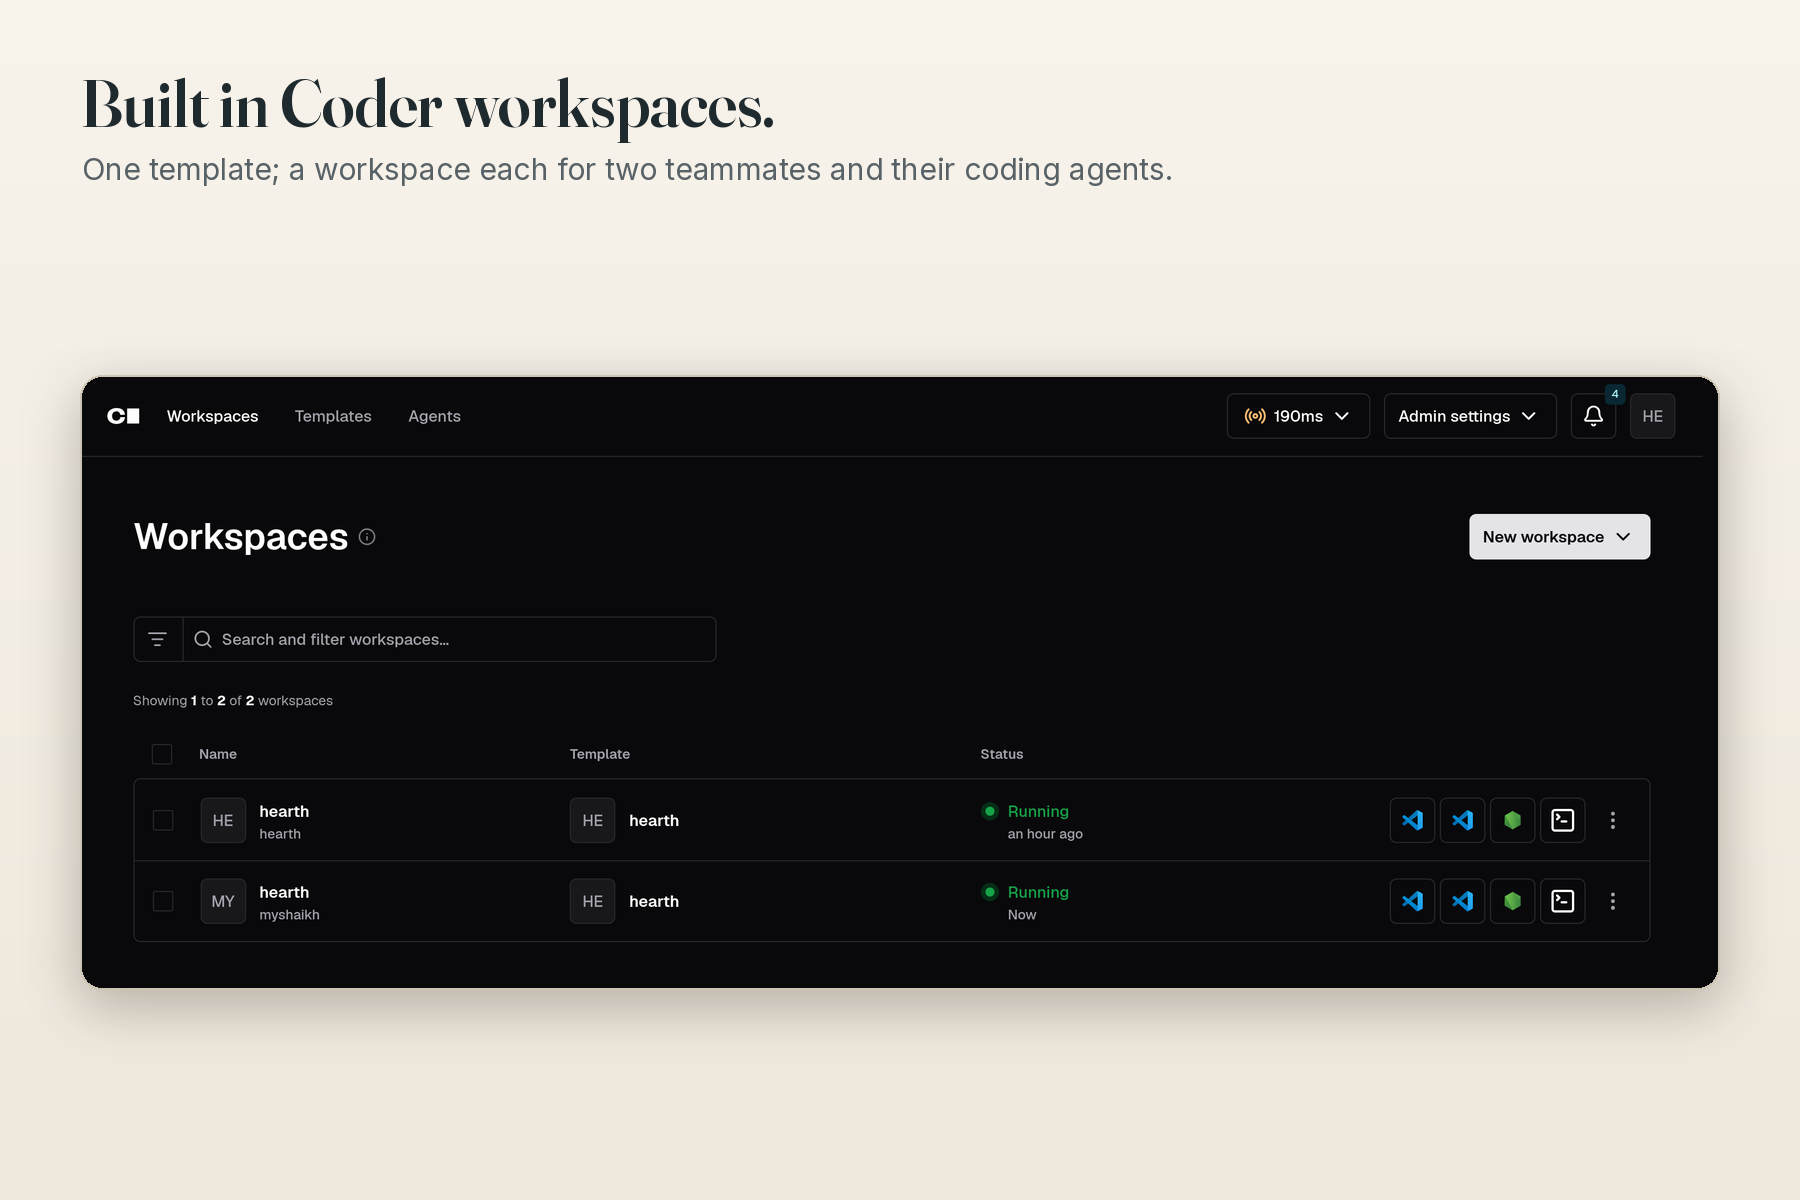 Built in Coder workspaces.
One template; a workspace each for two teammates and their coding agents.
Workspaces Templates Agents 190ms Admin settings 4 HE
Workspaces New workspace
Search and filter workspaces...
Showing 1 to 2 of 2 workspaces
Name Template Status
HE hearth HE hearth Running
hearth an hour ago
MY hearth HE hearth Running
myshaikh Now